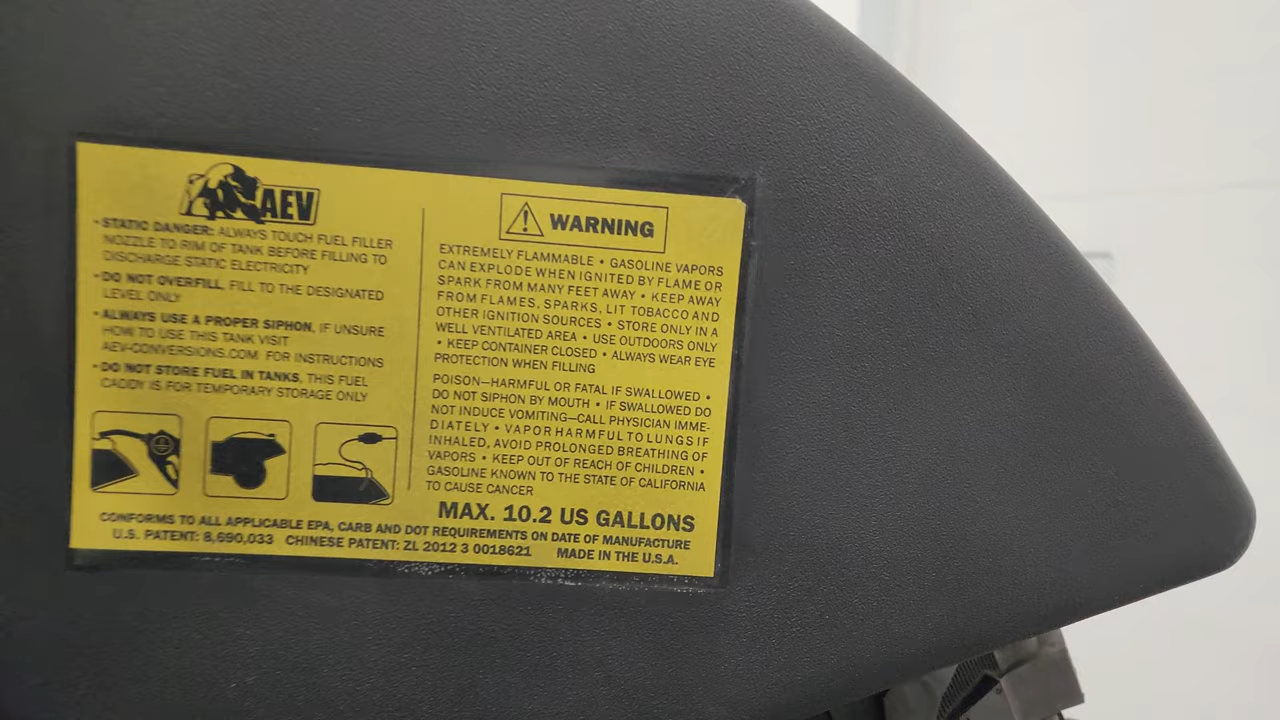 AEV
• STATIC DANGER: ALWAYS TOUCH FUEL FILLER
NOZZLE TO RIM OF TANK BEFORE FILLING TO
DISCHARGE STATIC ELECTRICITY
• DO NOT OVERFILL, FILL TO THE DESIGNATED
LEVEL ONLY
• ALWAYS USE A PROPER SIPHON, IF UNSURE
HOW TO USE THIS TANK VISIT
AEV-CONVERSIONS.COM FOR INSTRUCTIONS
• DO NOT STORE FUEL IN TANKS, THIS FUEL
CADDY IS FOR TEMPORARY STORAGE ONLY
WARNING
EXTREMELY FLAMMABLE • GASOLINE VAPORS
CAN EXPLODE WHEN IGNITED BY FLAME OR
SPARK FROM MANY FEET AWAY • KEEP AWAY
FROM FLAMES, SPARKS, LIT TOBACCO AND
OTHER IGNITION SOURCES • STORE ONLY IN A
WELL VENTILATED AREA • USE OUTDOORS ONLY
• KEEP CONTAINER CLOSED • ALWAYS WEAR EYE
PROTECTION WHEN FILLING
POISON—HARMFUL OR FATAL IF SWALLOWED •
DO NOT SIPHON BY MOUTH • IF SWALLOWED DO
NOT INDUCE VOMITING—CALL PHYSICIAN IMME-
DIATELY • VAPOR HARMFUL TO LUNGS IF
INHALED, AVOID PROLONGED BREATHING OF
VAPORS • KEEP OUT OF REACH OF CHILDREN •
GASOLINE KNOWN TO THE STATE OF CALIFORNIA
TO CAUSE CANCER
MAX. 10.2 US GALLONS
CONFORMS TO ALL APPLICABLE EPA, CARB AND DOT REQUIREMENTS ON DATE OF MANUFACTURE
U.S. PATENT: 8,690,033 CHINESE PATENT: ZL 2012 3 0018621 MADE IN THE U.S.A.